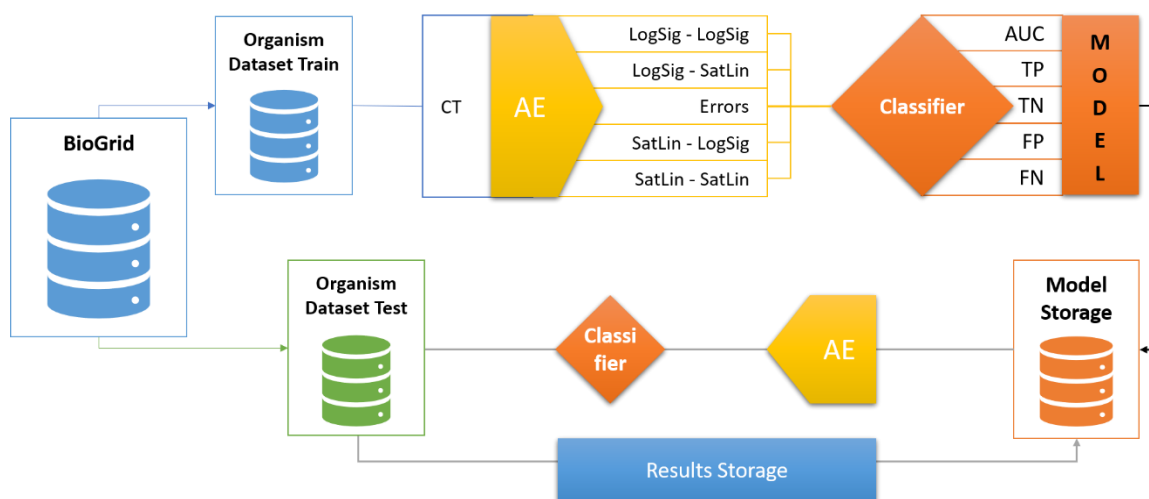 BioGrid
Organism
Dataset Train
CT
AE
LogSig - LogSig
LogSig - SatLin
Errors
SatLin - LogSig
SatLin - SatLin
Classifier
AUC
TP
TN
FP
FN
MODEL
Organism
Dataset Test
Classi
fier
AE
Model
Storage
Results Storage